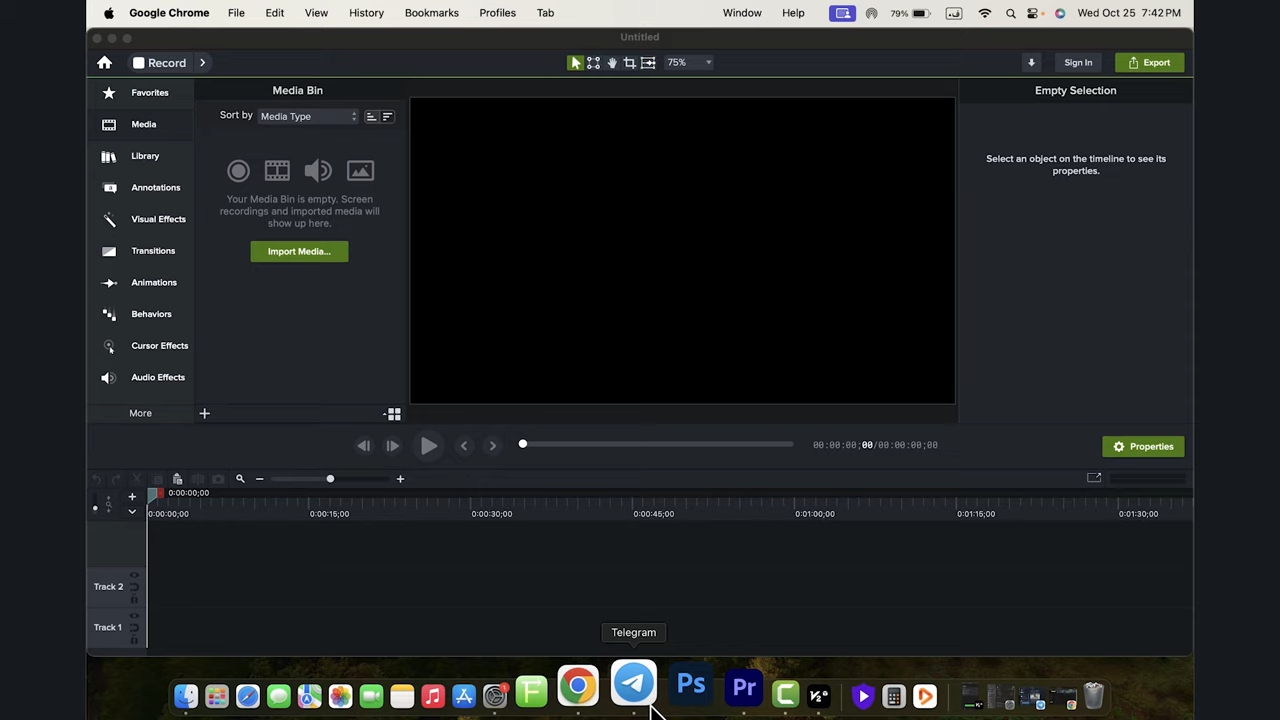 Google Chrome File Edit View History Bookmarks Profiles Tab Window Help 79% Wed Oct 25 7:42 PM
Untitled
Record 75% Sign In Export
Favorites
Media
Library
Annotations
Visual Effects
Transitions
Animations
Behaviors
Cursor Effects
Audio Effects
More
Media Bin
Sort by Media Type
Your Media Bin is empty. Screen
recordings and imported media will
show up here.
Import Media...
Empty Selection
Select an object on the timeline to see its
properties.
00:00:00;00/00:00:00;00
Properties
0:00:00;00
0:00:00;00 0:00:15;00 0:00:30;00 0:00:45;00 0:01:00;00 0:01:15;00 0:01:30;00
Track 2
Track 1
Telegram
Ps Pr